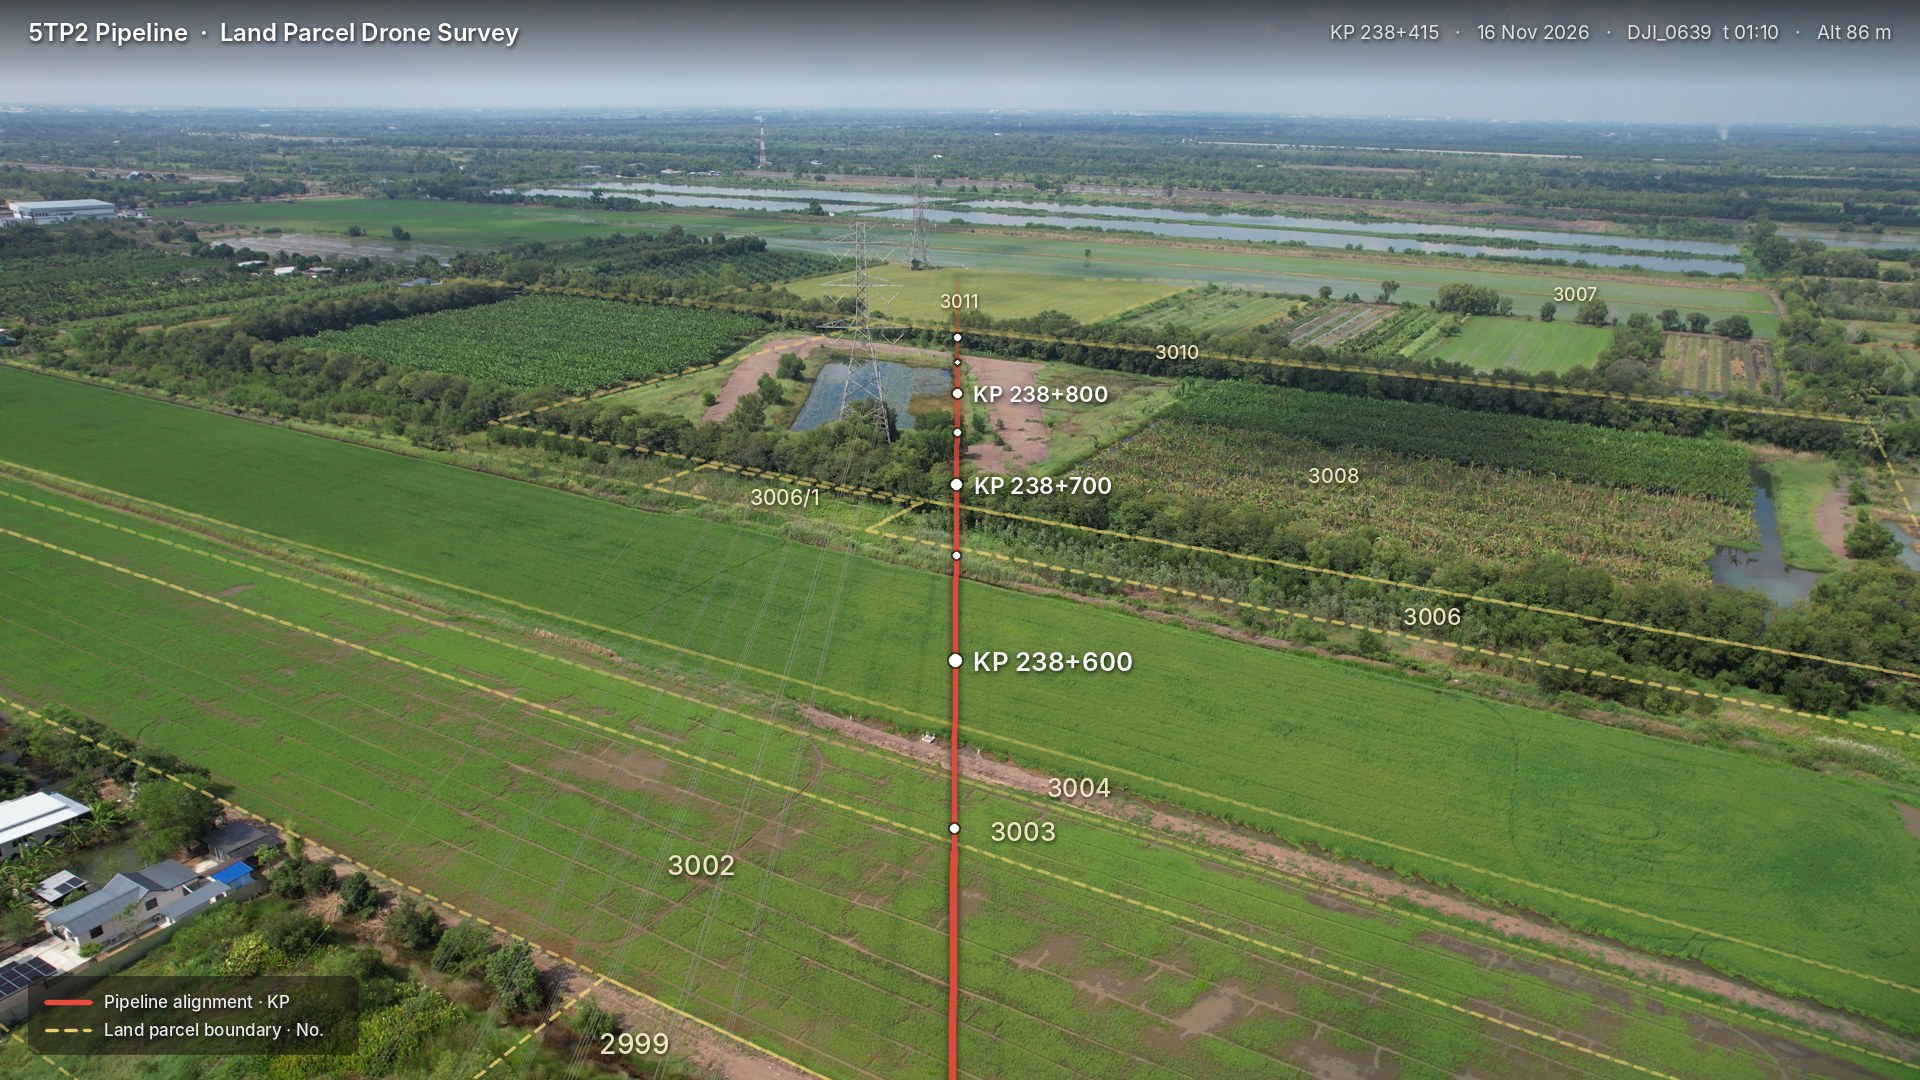 5TP2 Pipeline · Land Parcel Drone Survey
KP 238+415 · 16 Nov 2026 · DJI_0639 t 01:10 · Alt 86 m
3007
3011
3010
KP 238+800
3008
KP 238+700
3006/1
3006
KP 238+600
3004
3003
3002
2999
Pipeline alignment · KP
Land parcel boundary · No.